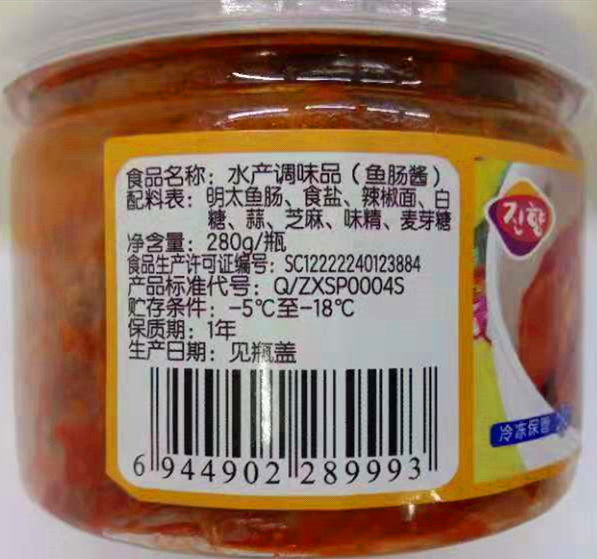 食品名称：水产调味品（鱼肠酱）
配料表：明太鱼肠、食盐、辣椒面、白
糖、蒜、芝麻、味精、麦芽糖
净含量：280g/瓶
食品生产许可证编号：SC12222240123884
产品标准代号：Q/ZXSP0004S
贮存条件：-5℃至-18℃
保质期：1年
生产日期：见瓶盖
6 944902 289993
진향
冷冻保管